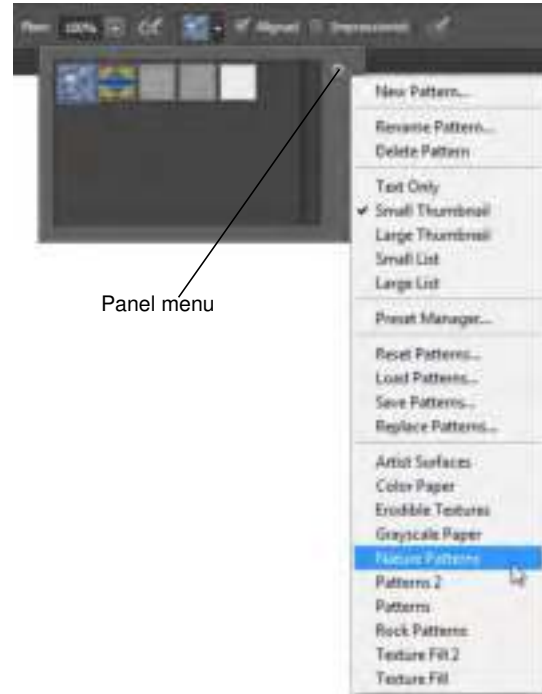 100%
Aligned
Panel menu
New Pattern...
Rename Pattern...
Delete Pattern
Text Only
Small Thumbnail
Large Thumbnail
Small List
Large List
Preset Manager...
Reset Patterns...
Load Patterns...
Save Patterns...
Replace Patterns...
Artist Surfaces
Color Paper
Erodible Textures
Grayscale Paper
Nature Patterns
Patterns 2
Patterns
Rock Patterns
Texture Fill 2
Texture Fill